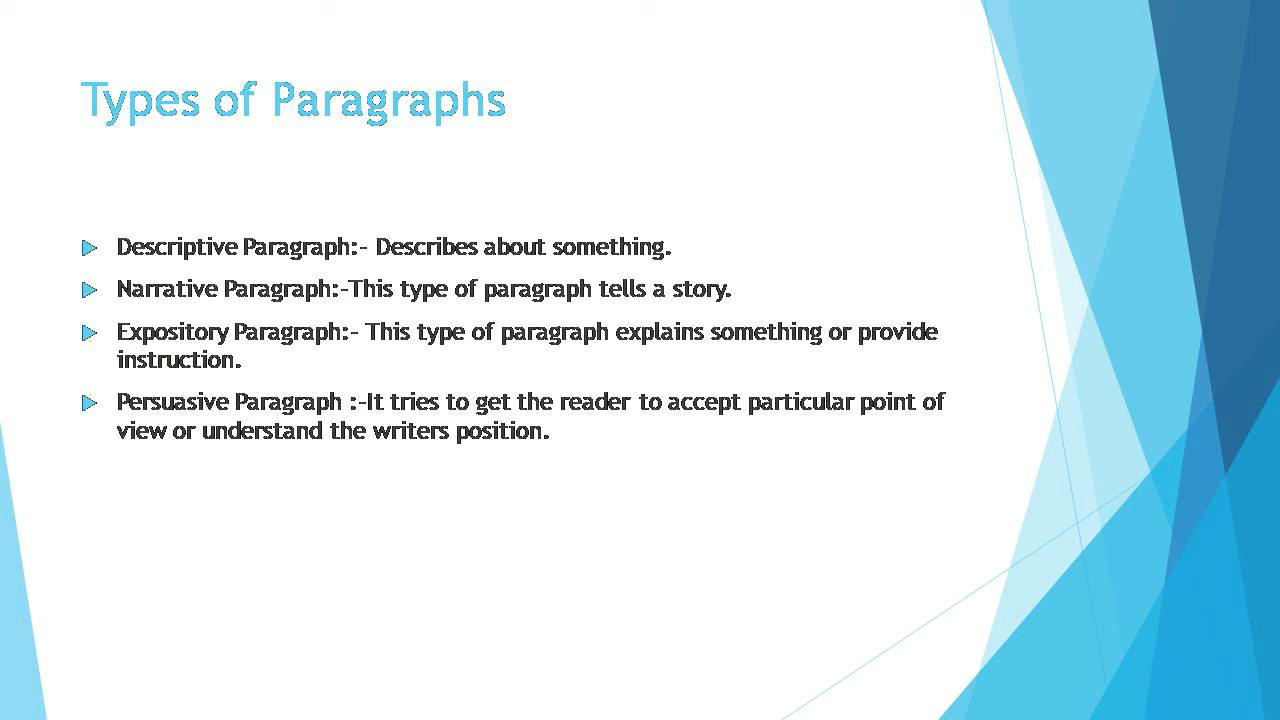 Types of Paragraphs
Descriptive Paragraph:- Describes about something.
Narrative Paragraph:-This type of paragraph tells a story.
Expository Paragraph:- This type of paragraph explains something or provide
instruction.
Persuasive Paragraph :-It tries to get the reader to accept particular point of
view or understand the writers position.